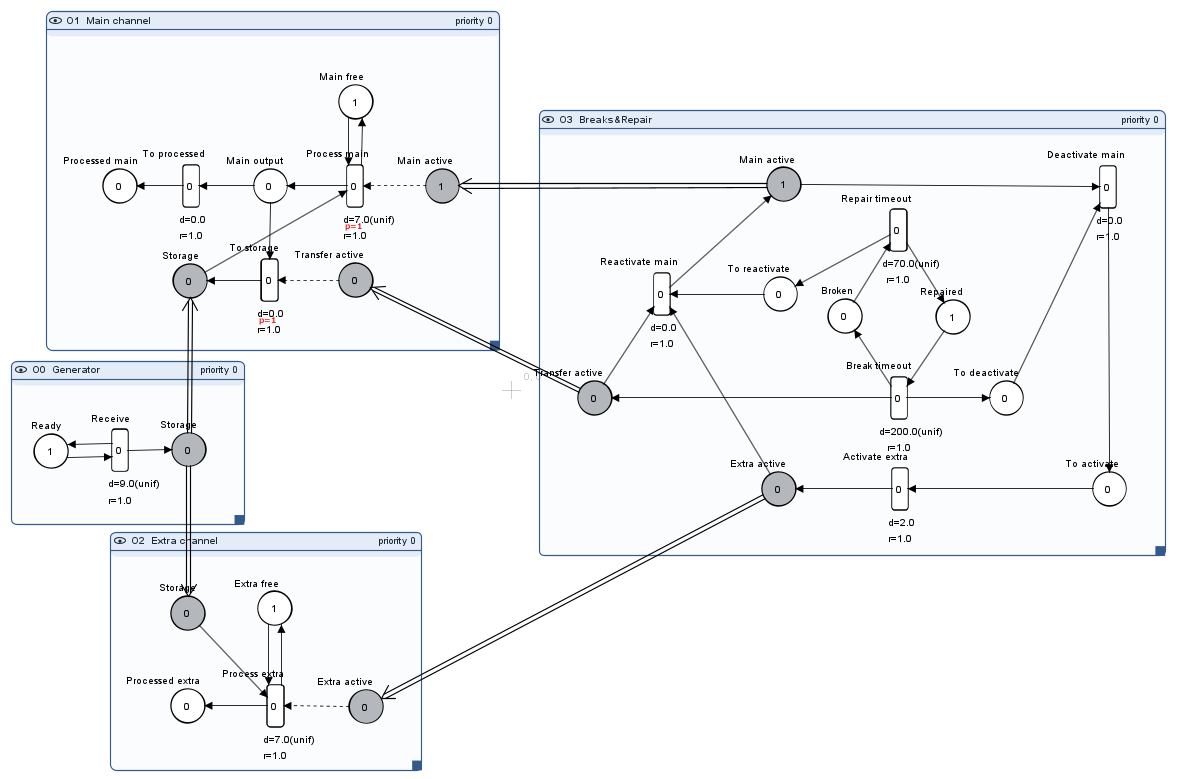 O1 Main channel priority 0
Main free
1
Processed main To processed Main output Process main Main active
0 0 0 0 1
d=0.0
r=1.0
d=7.0(unif)
p=1
r=1.0
Storage To storage Transfer active
0 0 0
d=0.0
p=1
r=1.0
O0 Generator priority 0
Ready Receive Storage
1 0 0
d=9.0(unif)
r=1.0
O2 Extra channel priority 0
Storage Extra free
0 1
Processed extra Process extra Extra active
0 0 0
d=7.0(unif)
r=1.0
O3 Breaks&Repair priority 0
Main active Deactivate main
1 0
d=0.0
r=1.0
Repair timeout
0
d=70.0(unif)
r=1.0
Reactivate main To reactivate
0 0
d=0.0
r=1.0
Broken Repaired
0 1
Transfer active Break timeout To deactivate
0 0 0
d=200.0(unif)
r=1.0
Extra active Activate extra To activate
0 0 0
d=2.0
r=1.0